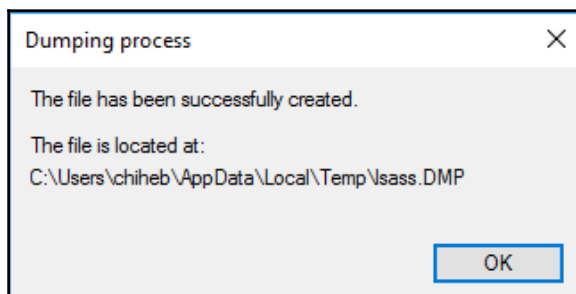 Dumping process
The file has been successfully created.
The file is located at:
C:\Users\chiheb\AppData\Local\Temp\lsass.DMP
OK